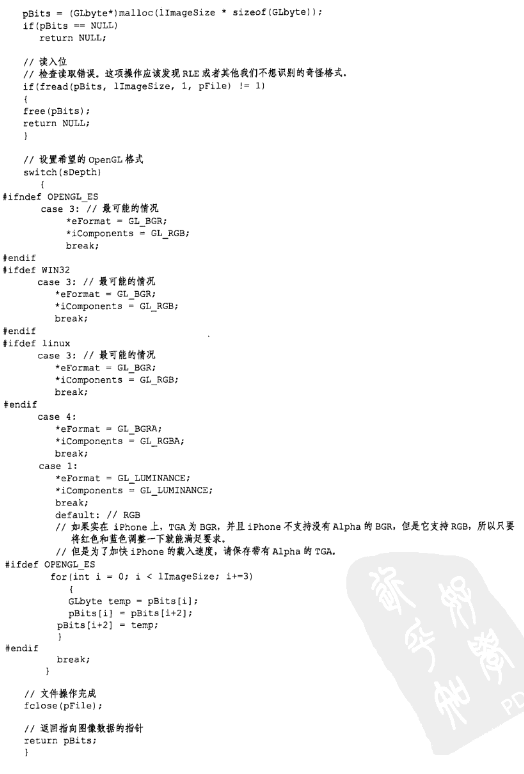 pBits = (GLbyte*)malloc(lImageSize * sizeof(GLbyte));
if(pBits == NULL)
return NULL;
// 读入位
// 检查读取错误。这项操作应该发现 RLE 或者其他我们不想识别的奇怪格式。
if(fread(pBits, lImageSize, 1, pFile) != 1)
{
free(pBits);
return NULL;
}
// 设置希望的 OpenGL 格式
switch(sDepth)
{
#ifndef OPENGL_ES
case 3: // 最可能的情况
*eFormat = GL_BGR;
*iComponents = GL_RGB;
break;
#endif
#ifdef WIN32
case 3: // 最可能的情况
*eFormat = GL_BGR;
*iComponents = GL_RGB;
break;
#endif
#ifdef linux
case 3: // 最可能的情况
*eFormat = GL_BGR;
*iComponents = GL_RGB;
break;
#endif
case 4:
*eFormat = GL_BGRA;
*iComponents = GL_RGBA;
break;
case 1:
*eFormat = GL_LUMINANCE;
*iComponents = GL_LUMINANCE;
break;
default: // RGB
// 如果实在 iPhone 上，TGA 为 BGR，并且 iPhone 不支持没有 Alpha 的 BGR，但是它支持 RGB，所以只要
将红色和蓝色调整一下就能满足要求。
// 但是为了加快 iPhone 的载入速度，请保存带有 Alpha 的 TGA。
#ifdef OPENGL_ES
for(int i = 0; i < lImageSize; i+=3)
{
GLbyte temp = pBits[i];
pBits[i] = pBits[i+2];
pBits[i+2] = temp;
}
#endif
break;
}
// 文件操作完成
fclose(pFile);
// 返回指向图像数据的指针
return pBits;
}
PD